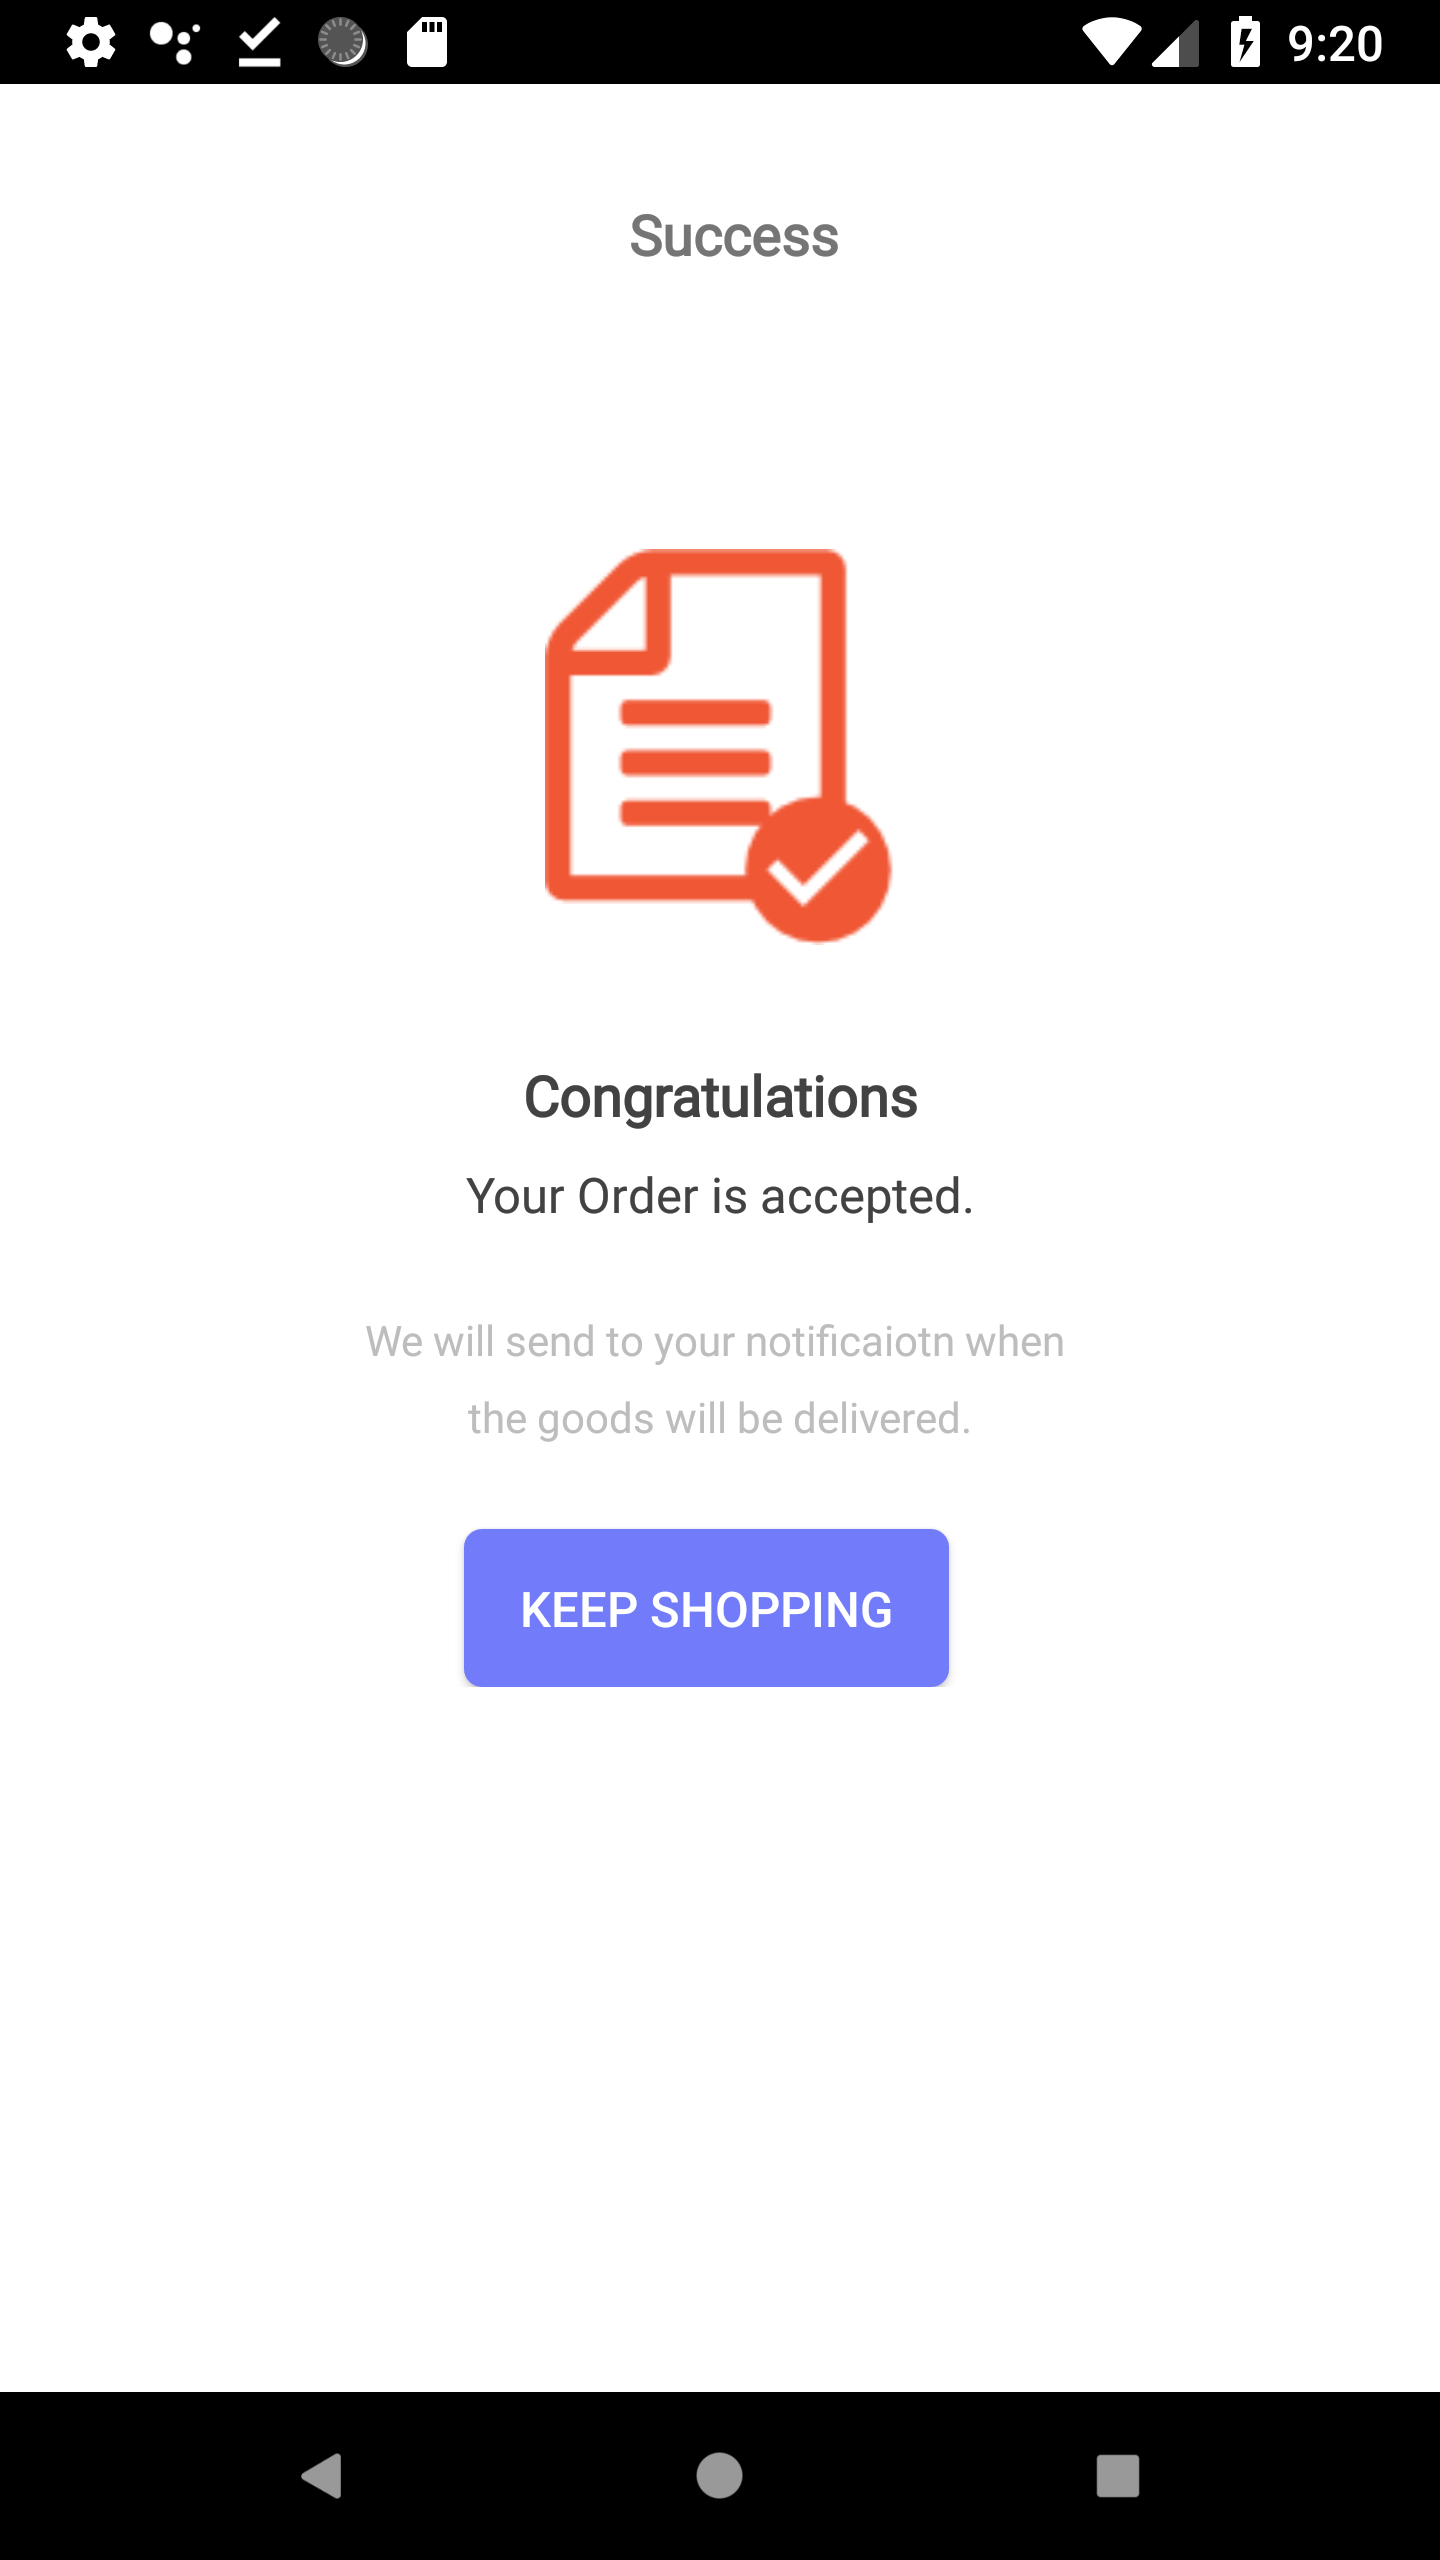 9:20
Success
Congratulations
Your Order is accepted.
We will send to your notificaiotn when
the goods will be delivered.
KEEP SHOPPING